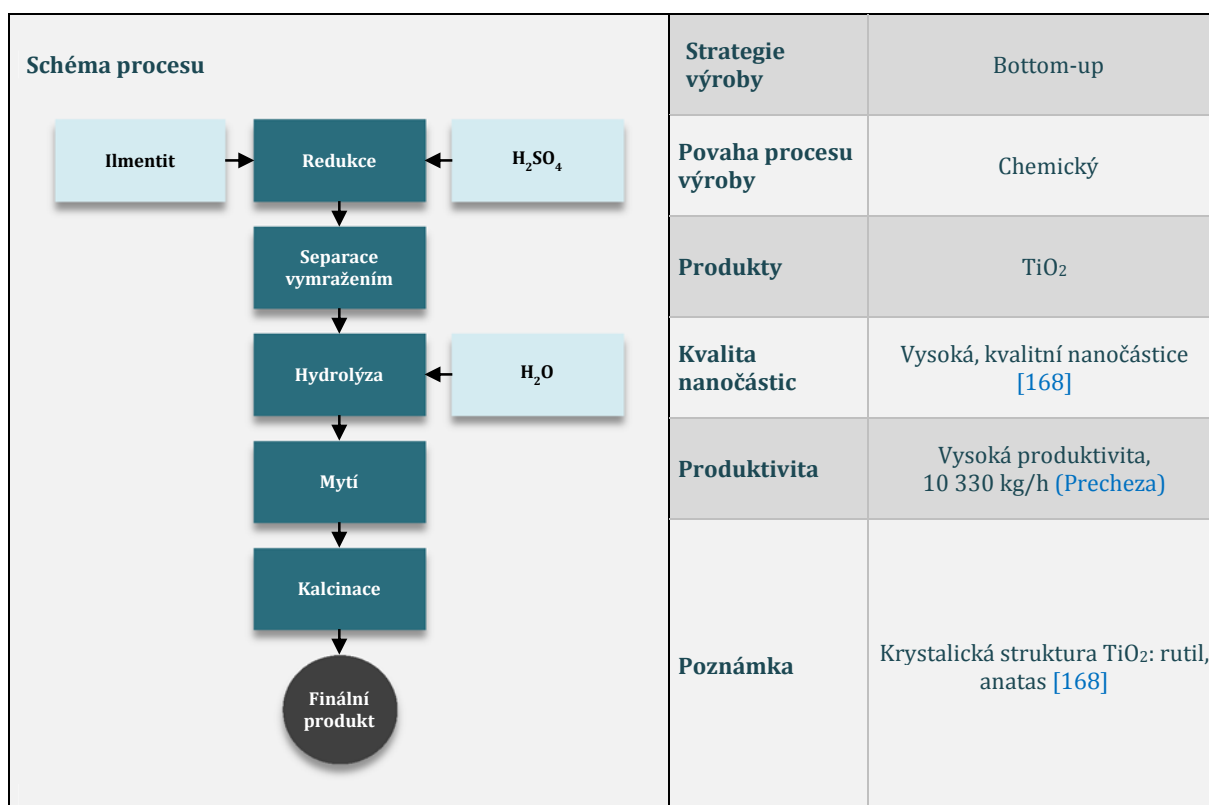 Schéma procesu
Ilmentit
Redukce
H₂SO₄
Separace
vymražením
Hydrolýza
H₂O
Mytí
Kalcinace
Finální
produkt
Strategie
výroby
Bottom-up
Povaha procesu
výroby
Chemický
Produkty
TiO₂
Kvalita
nanočástic
Vysoká, kvalitní nanočástice
[168]
Produktivita
Vysoká produktivita,
10 330 kg/h (Precheza)
Poznámka
Krystalická struktura TiO₂: rutil,
anatas [168]